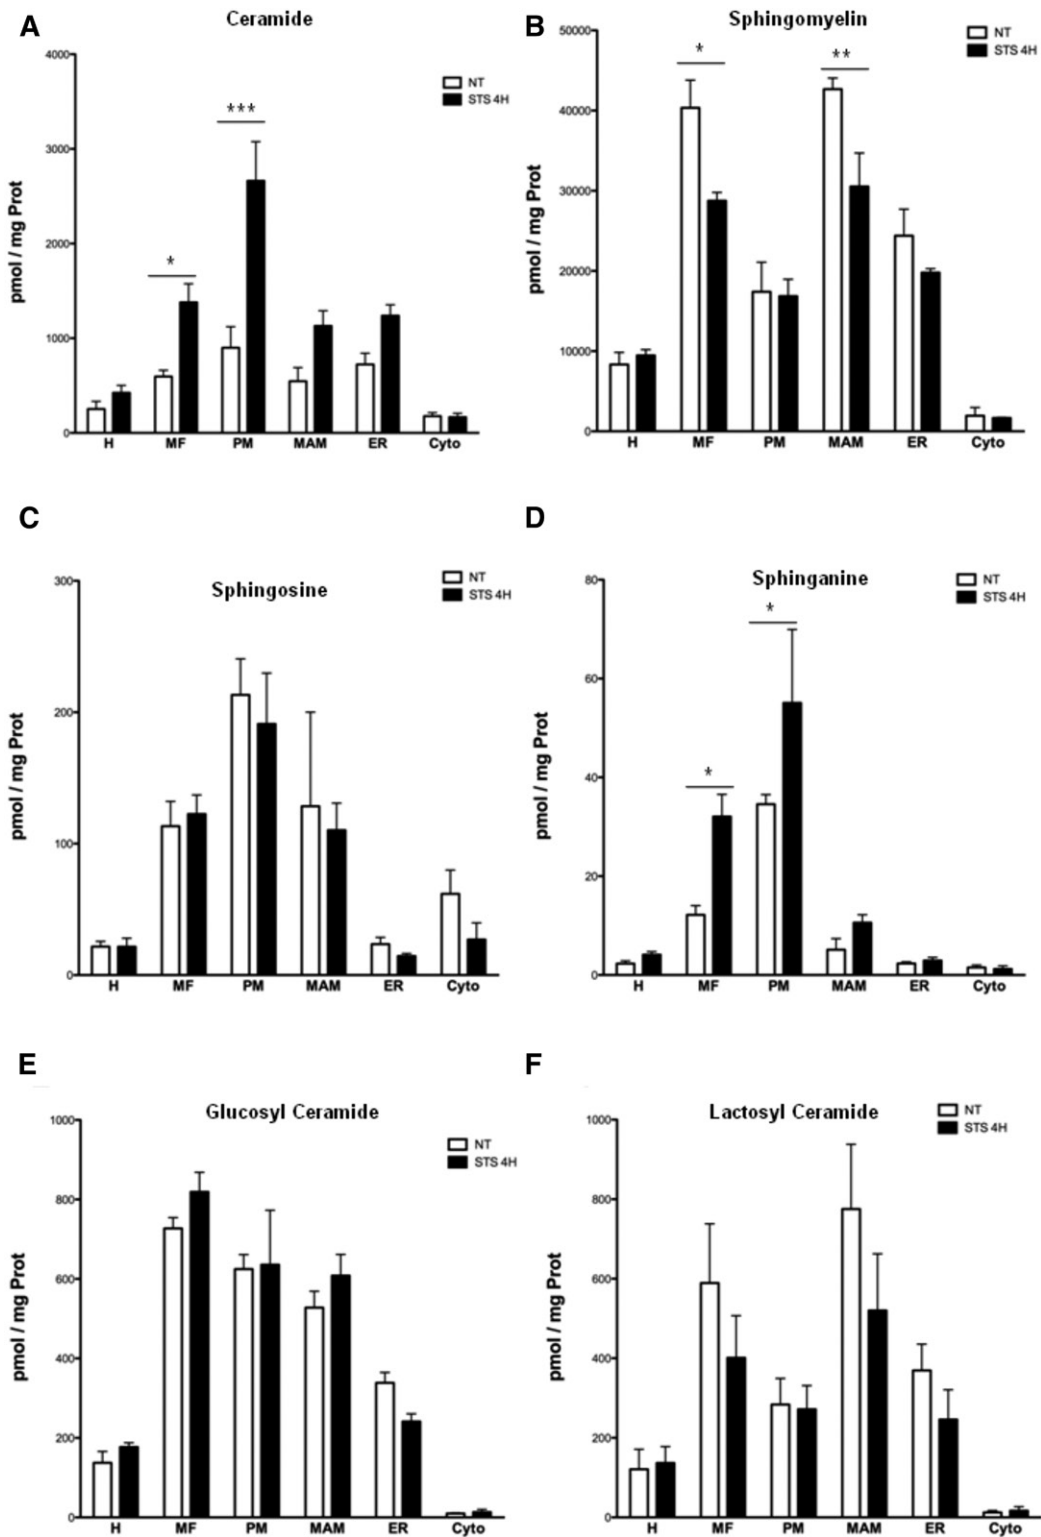 A
Ceramide
NT
STS 4H
pmol / mg Prot
4000
3000
2000
1000
0
*
***
H MF PM MAM ER Cyto
B
Sphingomyelin
NT
STS 4H
pmol / mg Prot
50000
40000
30000
20000
10000
0
*
**
H MF PM MAM ER Cyto
C
Sphingosine
NT
STS 4H
pmol / mg Prot
300
200
100
0
H MF PM MAM ER Cyto
D
Sphinganine
NT
STS 4H
pmol / mg Prot
80
60
40
20
0
*
*
H MF PM MAM ER Cyto
E
Glucosyl Ceramide
NT
STS 4H
pmol / mg Prot
1000
800
600
400
200
0
H MF PM MAM ER Cyto
F
Lactosyl Ceramide
NT
STS 4H
pmol / mg Prot
1000
800
600
400
200
0
H MF PM MAM ER Cyto